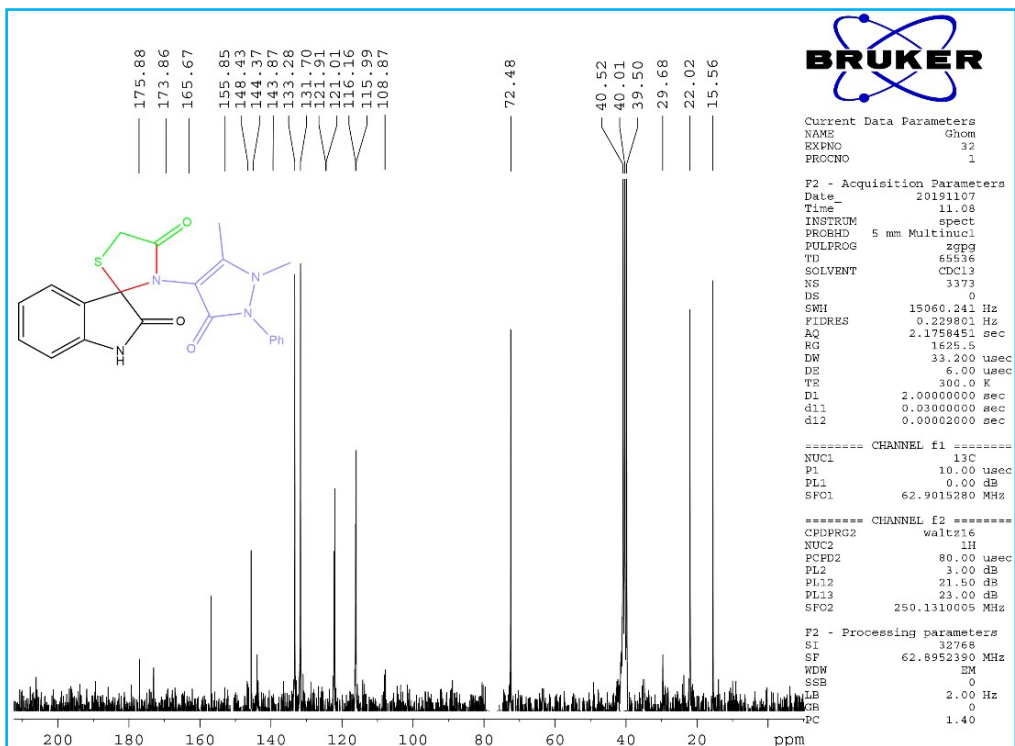 175.88
173.86
165.67
155.85
148.43
144.37
143.87
133.28
131.70
121.91
121.01
116.16
115.99
108.87
72.48
40.52
40.01
39.50
29.68
22.02
15.56
BRUKER
Current Data Parameters
NAME Ghom
EXPNO 32
PROCNO 1
F2 - Acquisition Parameters
Date_ 20191107
Time 11.08
INSTRUM spect
PROBHD 5 mm Multinucl
PULPROG zgpg
TD 65536
SOLVENT CDCl3
NS 3373
DS 0
SWH 15060.241 Hz
FIDRES 0.229801 Hz
AQ 2.1758451 sec
RG 1625.5
DW 33.200 usec
DE 6.00 usec
TE 300.0 K
D1 2.00000000 sec
d11 0.03000000 sec
d12 0.00002000 sec
======== CHANNEL f1 ========
NUC1 13C
P1 10.00 usec
PL1 0.00 dB
SFO1 62.9015280 MHz
======== CHANNEL f2 ========
CPDPRG2 waltz16
NUC2 1H
PCPD2 80.00 usec
PL2 3.00 dB
PL12 21.50 dB
PL13 23.00 dB
SFO2 250.1310005 MHz
F2 - Processing parameters
SI 32768
SF 62.8952390 MHz
WDW EM
SSB 0
LB 2.00 Hz
GB 0
PC 1.40
O
S
N
N
N
O
O
N
H
Ph
200 180 160 140 120 100 80 60 40 20 ppm